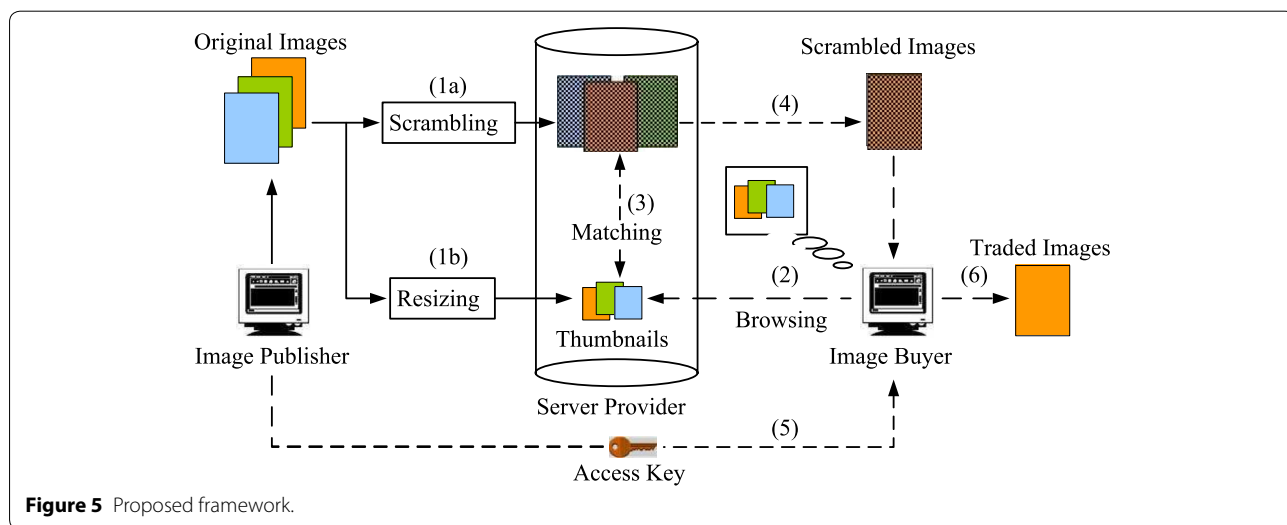 Original Images
Scrambled Images
(1a)
Scrambling
(4)
(3)
Matching
(1b)
Resizing
(2)
Browsing
Traded Images
(6)
Thumbnails
Image Publisher
Image Buyer
Server Provider
(5)
Access Key
Figure 5 Proposed framework.